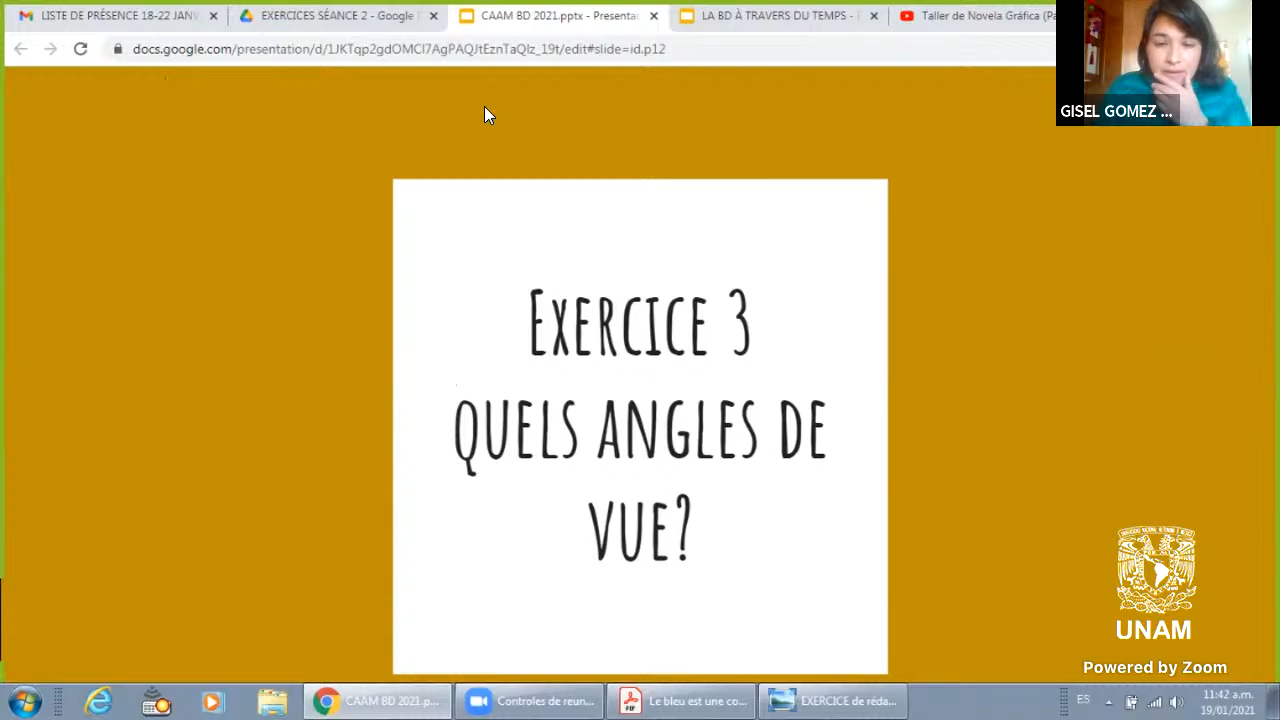 LISTE DE PRÉSENCE 18-22 JANV
EXERCICES SÉANCE 2 - Google
CAAM BD 2021.pptx - Presentac
LA BD À TRAVERS DU TEMPS -
Taller de Novela Gráfica (Pa
docs.google.com/presentation/d/1JKTqp2gdOMCl7AgPAQJtEznTaQlz_19t/edit#slide=id.p12
GISEL GOMEZ ...
EXERCICE 3
QUELS ANGLES DE
VUE?
UNAM
Powered by Zoom
CAAM BD 2021.p...
Controles de reun...
Le bleu est une co...
EXERCICE de réda...
ES
11:42 a.m.
19/01/2021